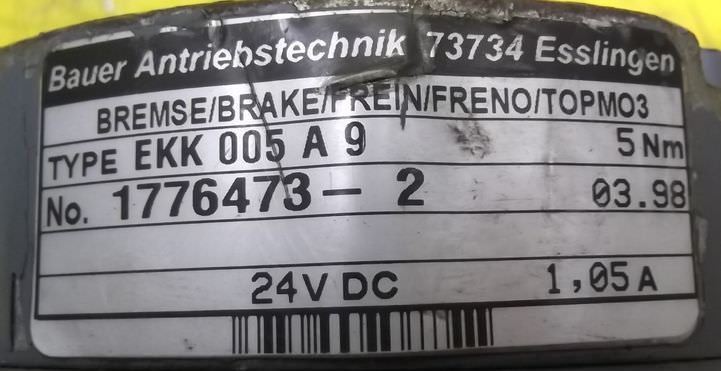 Bauer Antriebstechnik 73734 Esslingen
BREMSE/BRAKE/FREIN/FRENO/TOPMO3
TYPE EKK 005 A 9 5 Nm
No. 1776473- 2 03.98
24V DC 1,05 A